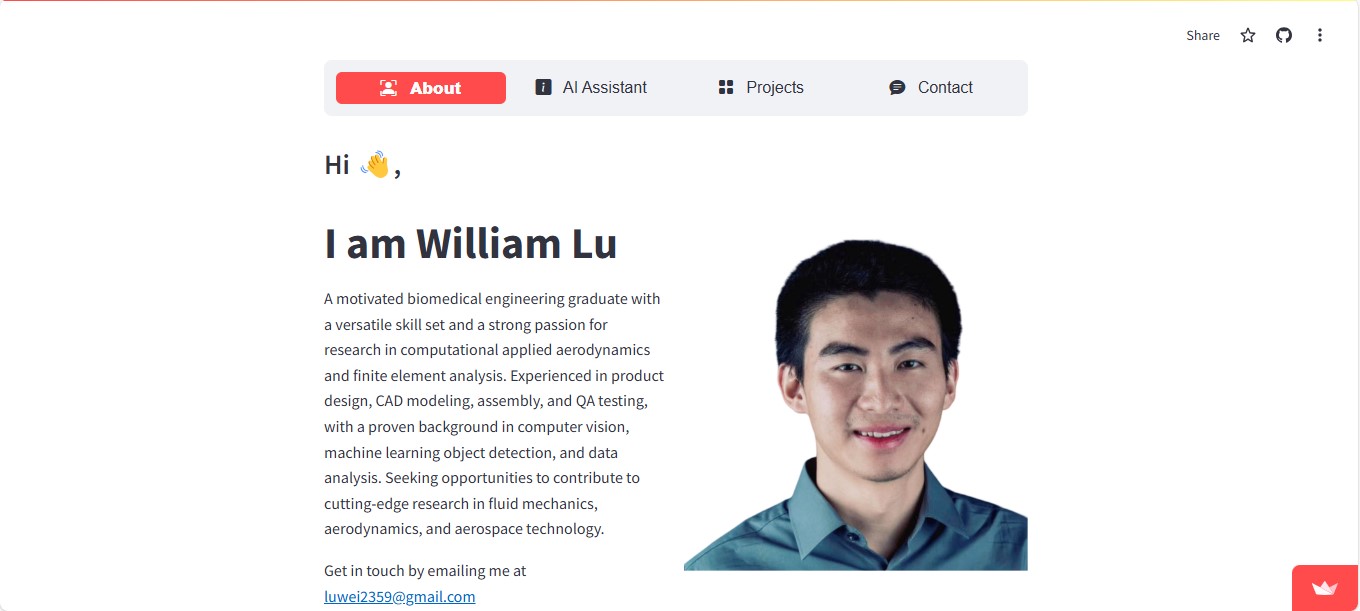 Share
About
AI Assistant
Projects
Contact
Hi 👋,
I am William Lu
A motivated biomedical engineering graduate with
a versatile skill set and a strong passion for
research in computational applied aerodynamics
and finite element analysis. Experienced in product
design, CAD modeling, assembly, and QA testing,
with a proven background in computer vision,
machine learning object detection, and data
analysis. Seeking opportunities to contribute to
cutting-edge research in fluid mechanics,
aerodynamics, and aerospace technology.
Get in touch by emailing me at
luwei2359@gmail.com